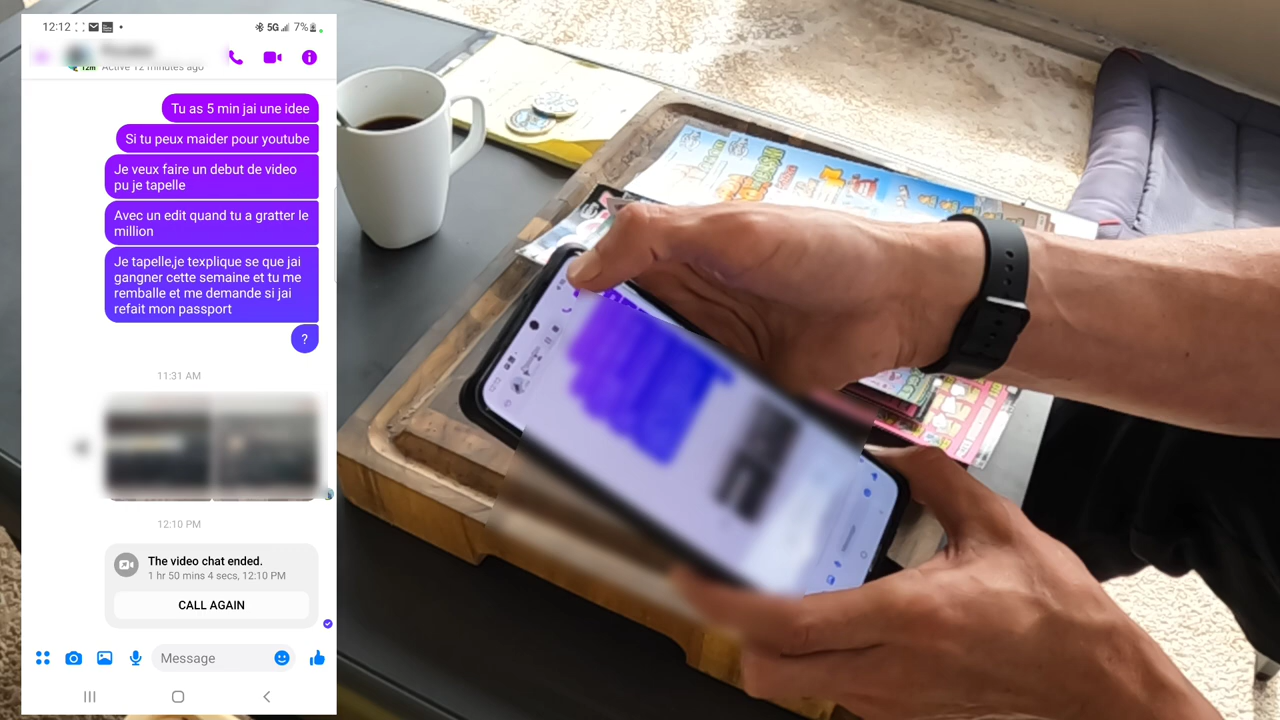 12:12
5G
7%
Active 12 minutes ago
12m
Tu as 5 min jai une idee
Si tu peux maider pour youtube
Je veux faire un debut de video
pu je tapelle
Avec un edit quand tu a gratter le
million
Je tapelle,je texplique se que jai
gangner cette semaine et tu me
remballe et me demande si jai
refait mon passport
?
11:31 AM
12:10 PM
The video chat ended.
1 hr 50 mins 4 secs, 12:10 PM
CALL AGAIN
Message